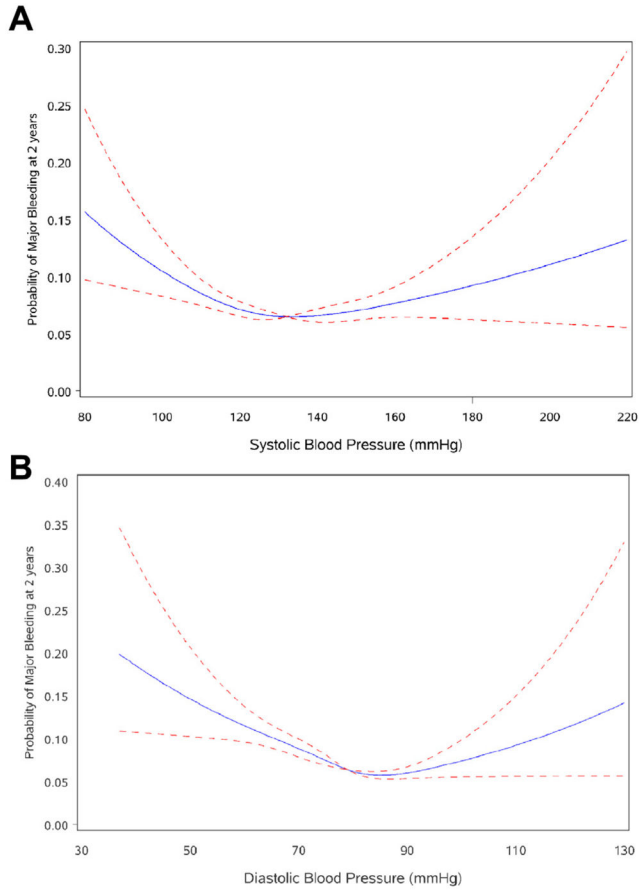 A
Probability of Major Bleeding at 2 years
0.30
0.25
0.20
0.15
0.10
0.05
0.00
80 100 120 140 160 180 200 220
Systolic Blood Pressure (mmHg)
B
Probability of Major Bleeding at 2 years
0.40
0.35
0.30
0.25
0.20
0.15
0.10
0.05
0.00
30 50 70 90 110 130
Diastolic Blood Pressure (mmHg)